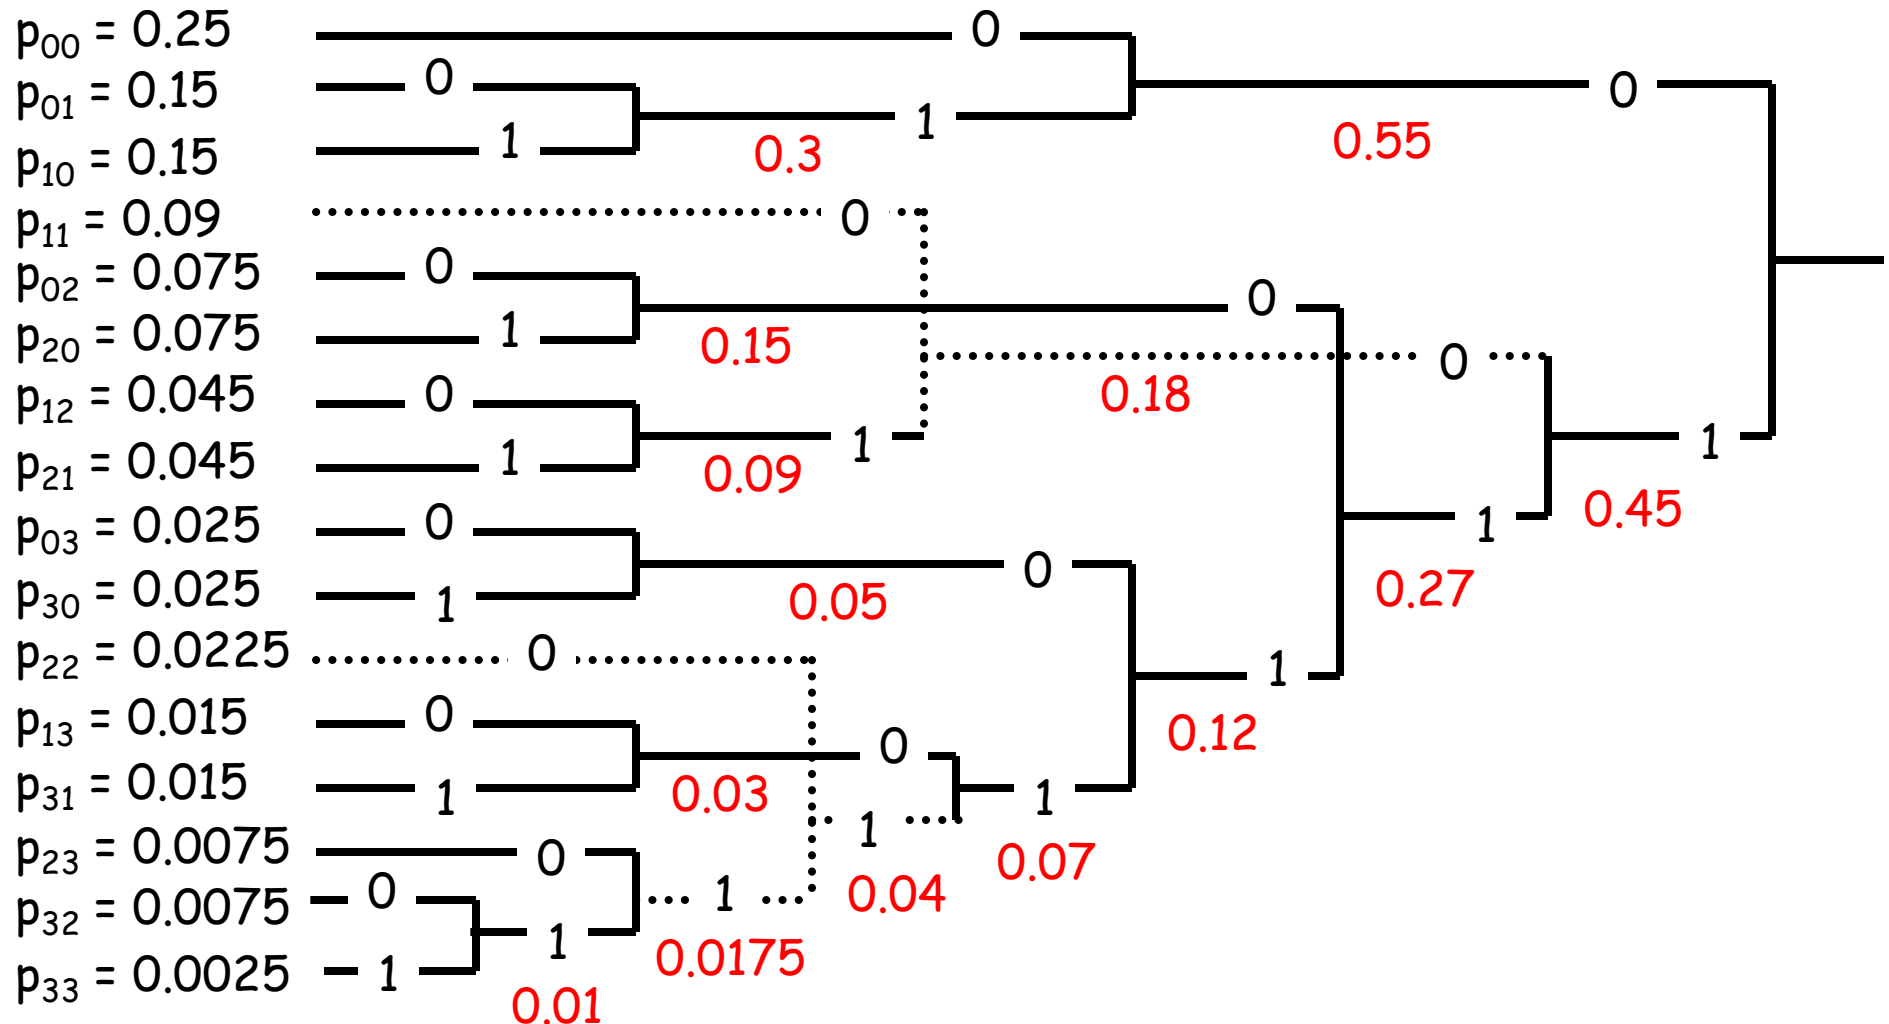 p₀₀ = 0.25 0
p₀₁ = 0.15 0 0
1
p₁₀ = 0.15 1 0.3 0.55
p₁₁ = 0.09 0
p₀₂ = 0.075 0
0
p₂₀ = 0.075 1 0.15 0
p₁₂ = 0.045 0 0.18
p₂₁ = 0.045 1 0.09 1 1
p₀₃ = 0.025 0 1 0.45
p₃₀ = 0.025 1 0.05 0 0.27
p₂₂ = 0.0225 0 1
p₁₃ = 0.015 0 0 0.12
p₃₁ = 0.015 1 0.03 1
p₂₃ = 0.0075 0 1 0.07
p₃₂ = 0.0075 0 1 0.04
1 0.0175
p₃₃ = 0.0025 1
0.01